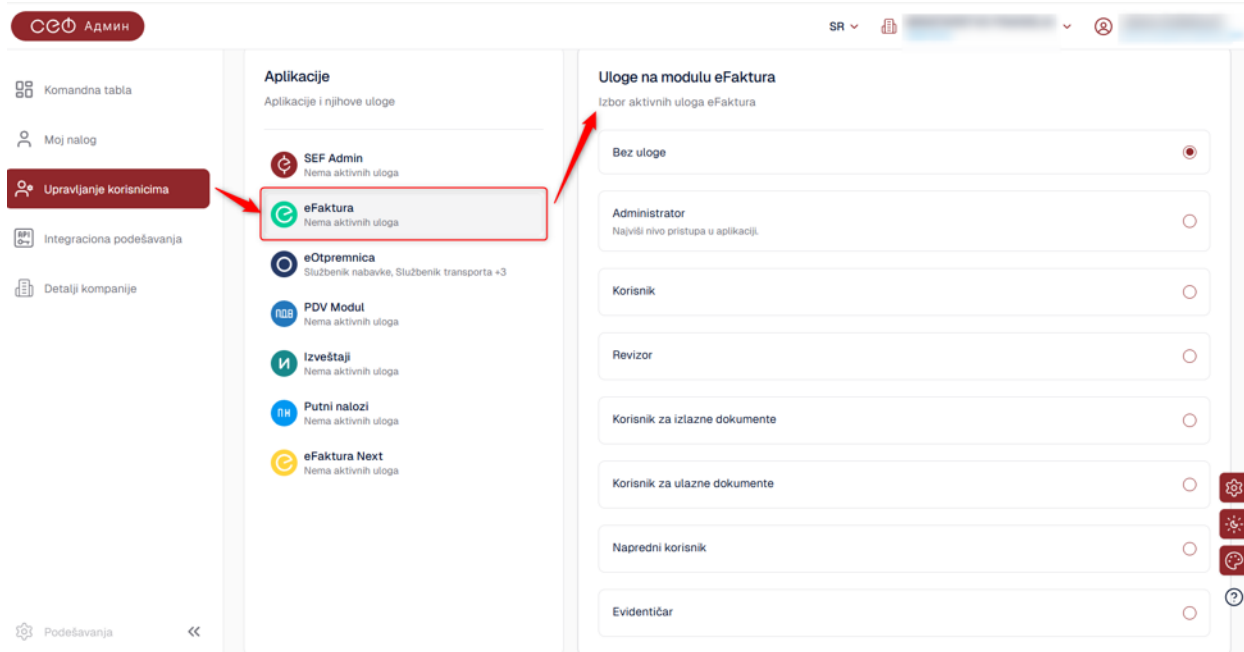 СЕФ Админ
SR
Komandna tabla
Moj nalog
Upravljanje korisnicima
API
Integraciona podešavanja
Detalji kompanije
Podešavanja
Aplikacije
Aplikacije i njihove uloge
SEF Admin
Nema aktivnih uloga
eFaktura
Nema aktivnih uloga
eOtpremnica
Službenik nabavke, Službenik transporta +3
ПДВ
PDV Modul
Nema aktivnih uloga
И
Izveštaji
Nema aktivnih uloga
ПН
Putni nalozi
Nema aktivnih uloga
eFaktura Next
Nema aktivnih uloga
Uloge na modulu eFaktura
Izbor aktivnih uloga eFaktura
Bez uloge
Administrator
Najviši nivo pristupa u aplikaciji.
Korisnik
Revizor
Korisnik za izlazne dokumente
Korisnik za ulazne dokumente
Napredni korisnik
Evidentičar